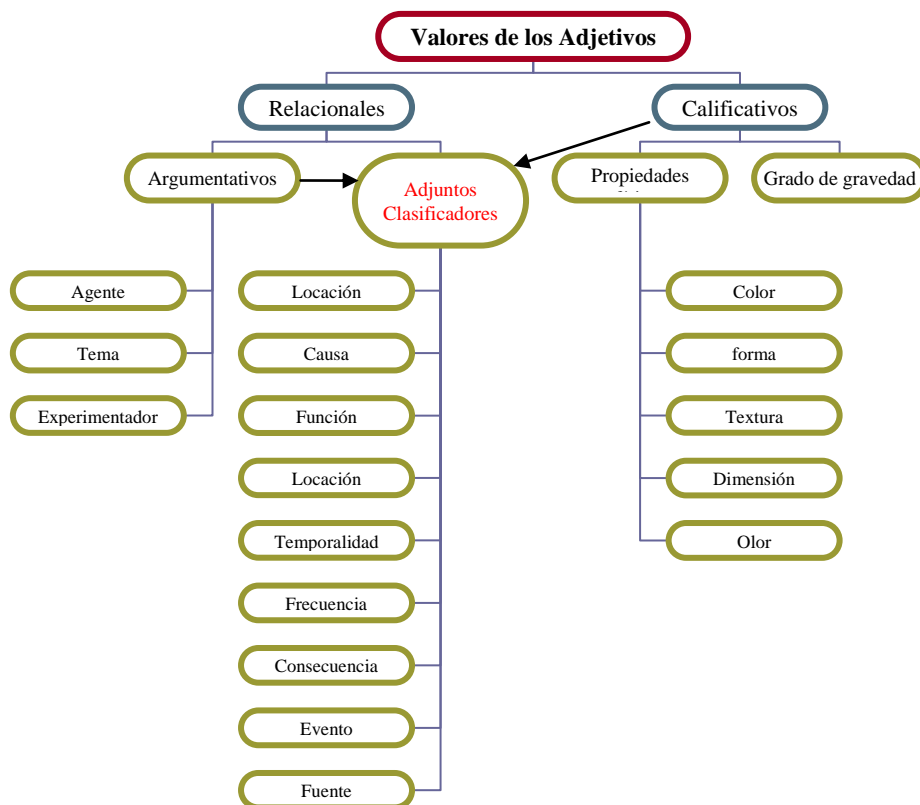 Valores de los Adjetivos
Relacionales
Calificativos
Argumentativos
Adjuntos
Clasificadores
Propiedades
Grado de gravedad
Agente
Tema
Experimentador
Locación
Causa
Función
Locación
Temporalidad
Frecuencia
Consecuencia
Evento
Fuente
Color
forma
Textura
Dimensión
Olor